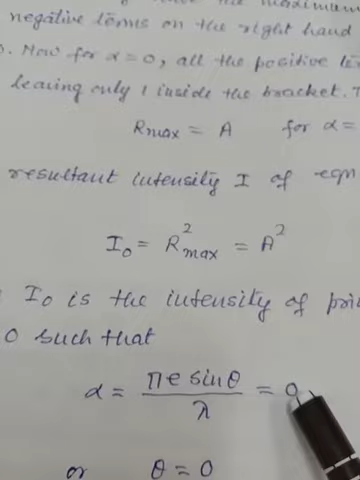 negative terms on the right hand
Now for α=0, all the positive
leaving only 1 inside the bracket.
Rmax = A for α =
resultant intensity I of eqn
I₀ = R²max = A²
I₀ is the intensity of
0 such that
α = πe sinθ / λ = 0
or θ = 0